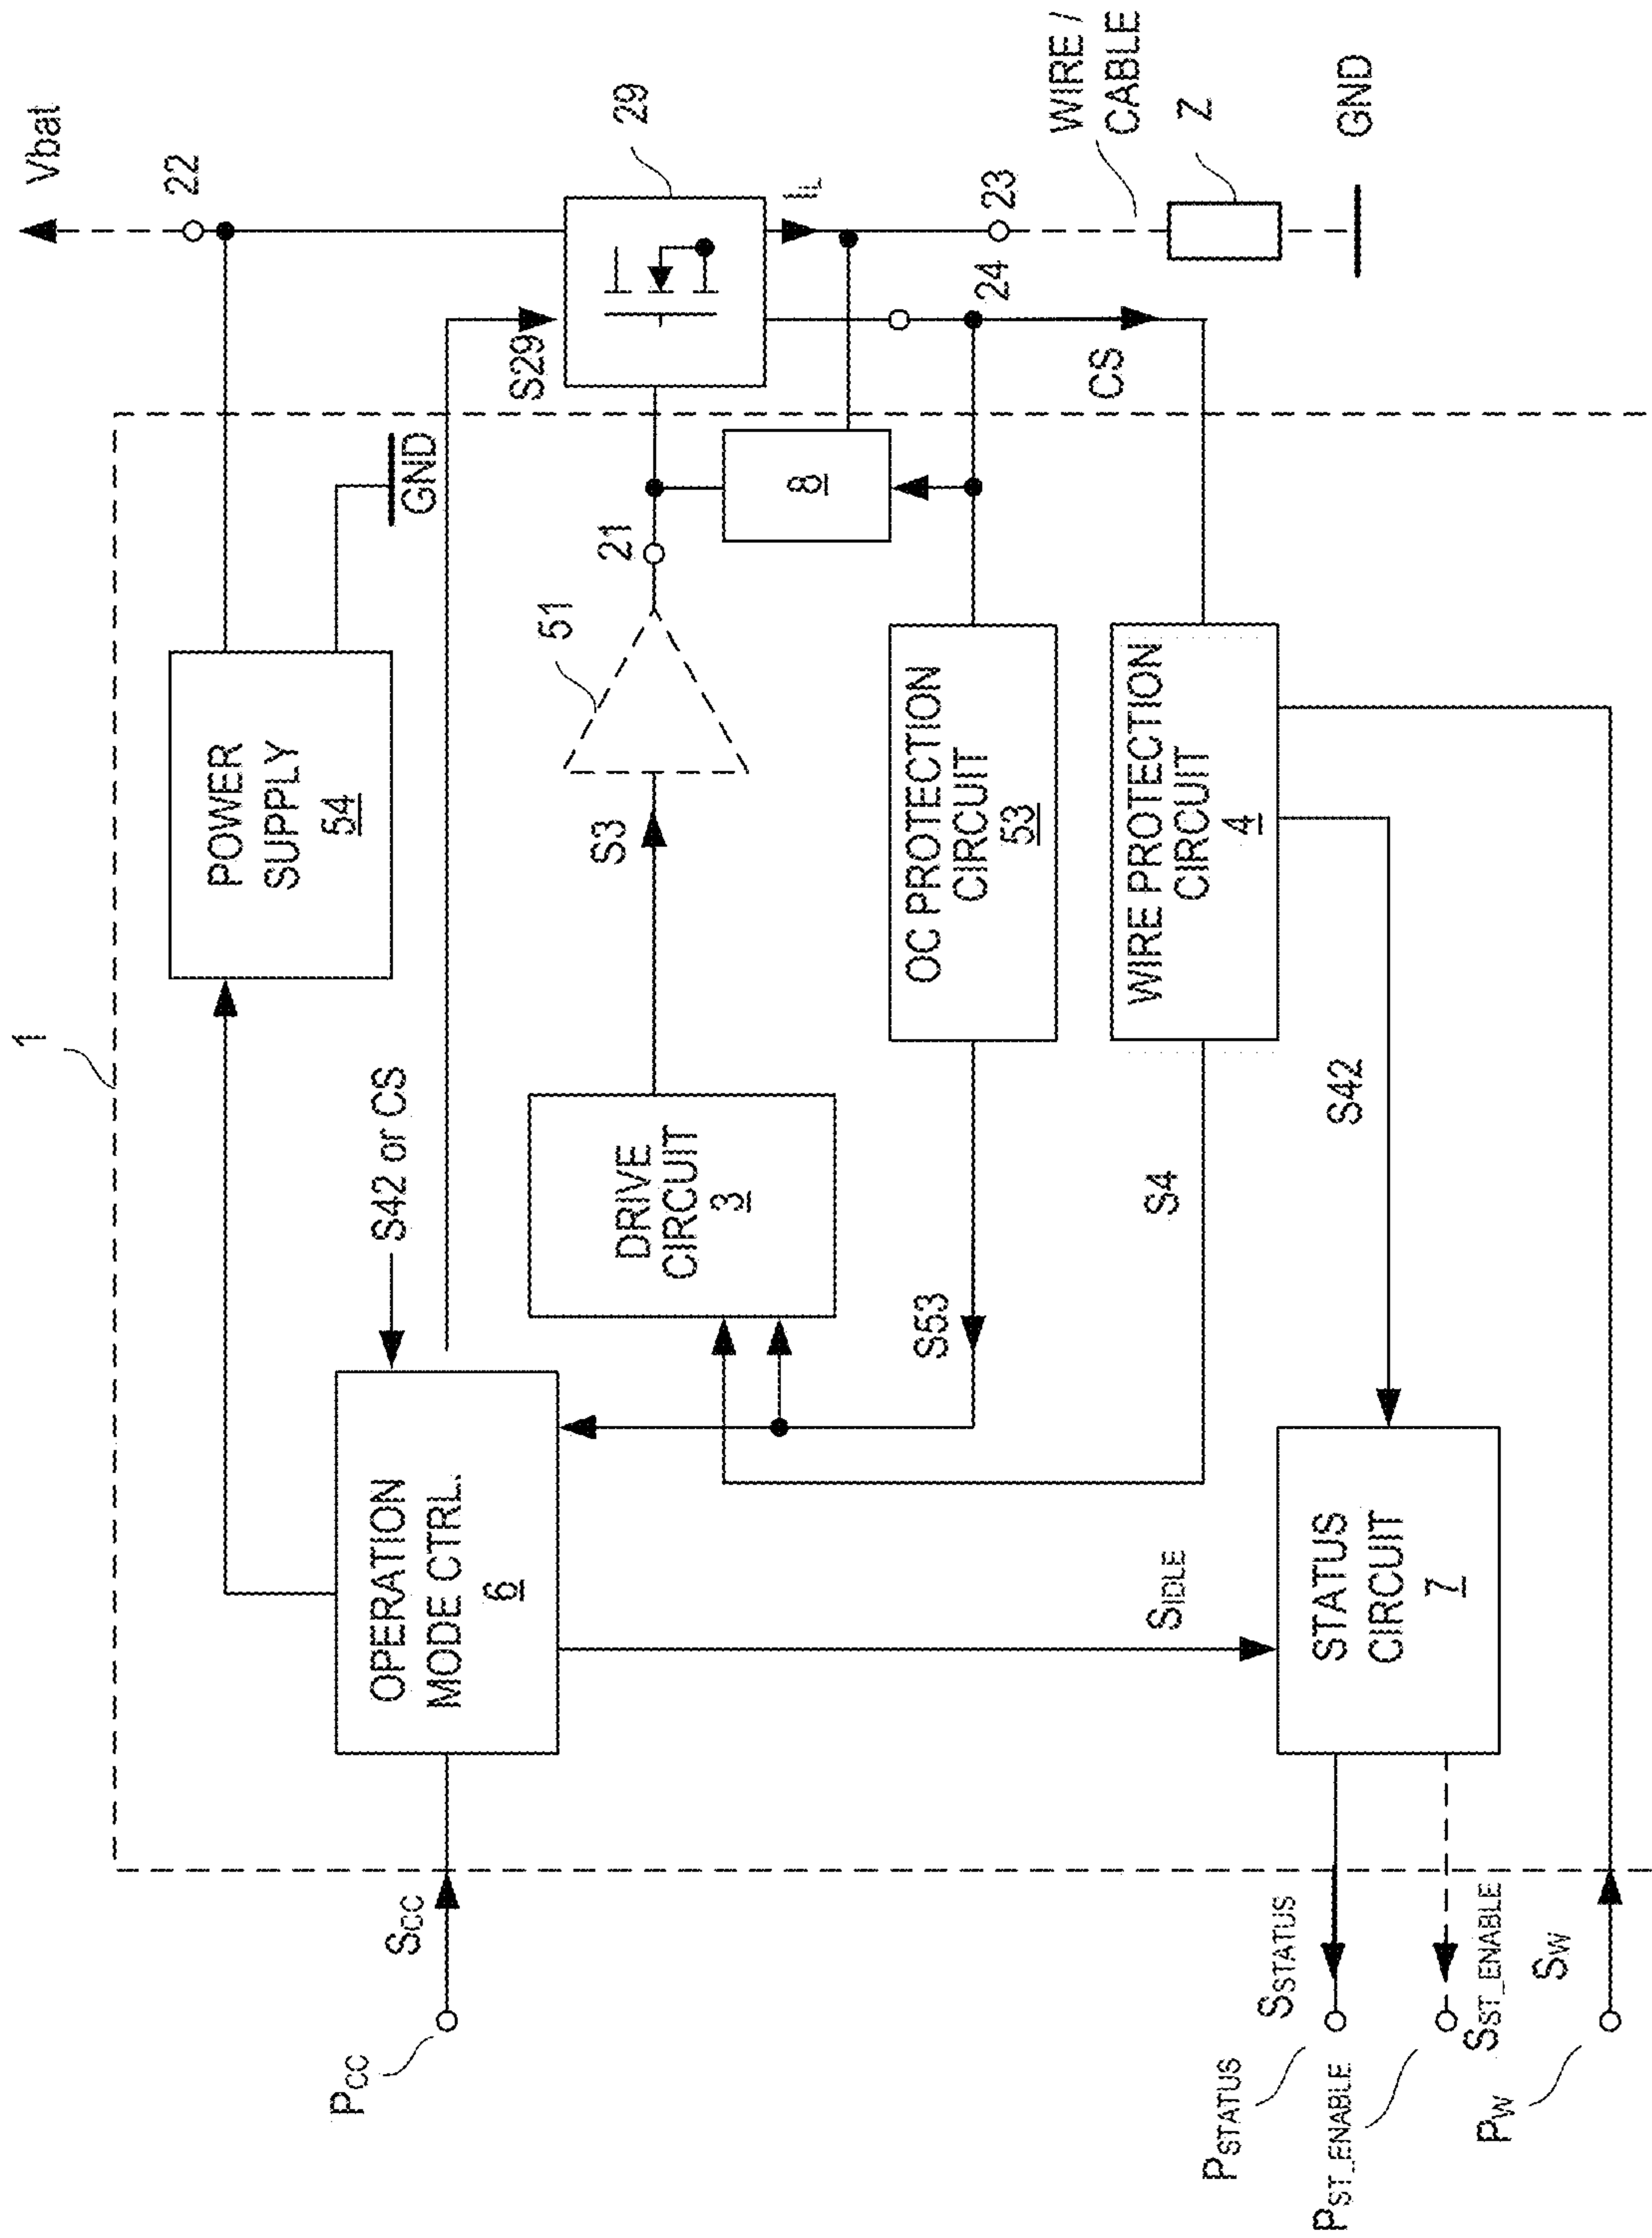 1
Vbat
22
POWER
SUPPLY
54
GND
S42 or CS
29
S29
OPERATION
MODE CTRL.
6
SCC
PCC
DRIVE
CIRCUIT
3
S3
51
21
8
IL
23
24
WIRE /
CABLE
Z
GND
CS
OC PROTECTION
CIRCUIT
53
S53
WIRE PROTECTION
CIRCUIT
4
S4
S42
SIDLE
STATUS
CIRCUIT
7
SSTATUS
PSTATUS
SST_ENABLE
PST_ENABLE
SW
PW